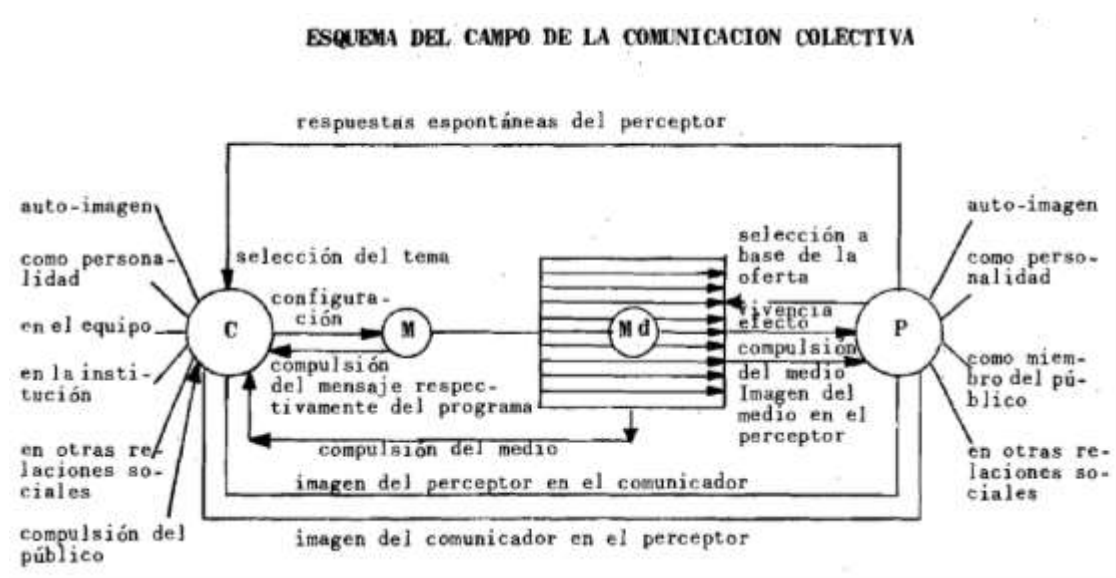 ESQUEMA DEL CAMPO DE LA COMUNICACION COLECTIVA
respuestas espontáneas del perceptor
auto-imagen
como persona-
lidad
en el equipo
en la insti-
tución
en otras re-
laciones so-
ciales
compulsión del
público
C
selección del tema
configura-
ción
M
compulsión
del mensaje respec-
tivamente del programa
compulsión del medio
Md
selección a
base de la
oferta
vivencia
efecto
compulsión
del medio
Imagen del
medio en el
perceptor
P
auto-imagen
como perso-
nalidad
como miem-
bro del pú-
blico
en otras re-
laciones so-
ciales
imagen del perceptor en el comunicador
imagen del comunicador en el perceptor